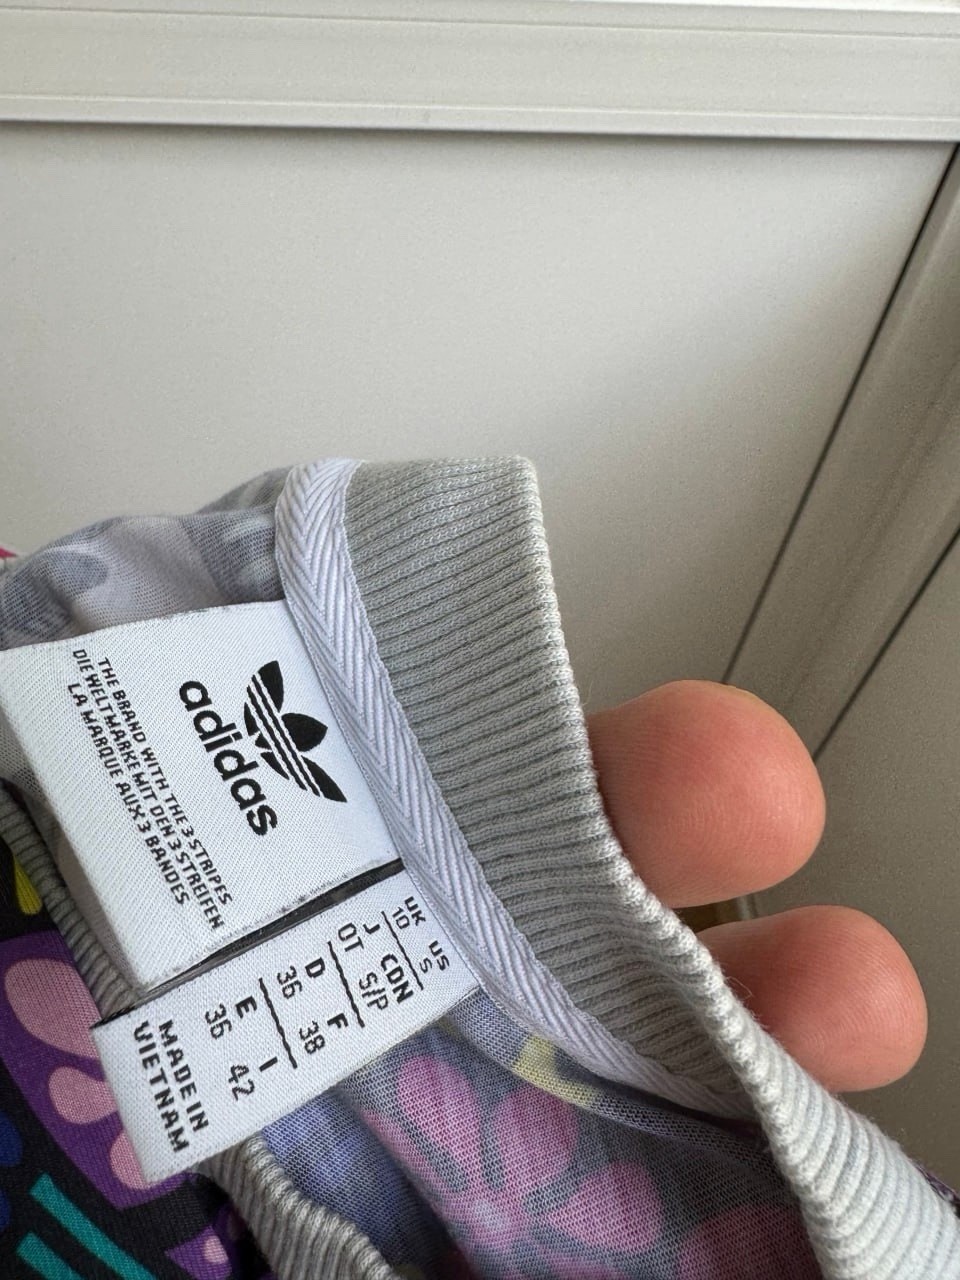 adidas
THE BRAND WITH THE 3 STRIPES
DIE WELTMARKE MIT DEN 3 STREIFEN
LA MARQUE AUX 3 BANDES
UK US
10 S
J CDN
OT S/P
D F
36 38
E I
36 42
MADE IN
VIETNAM